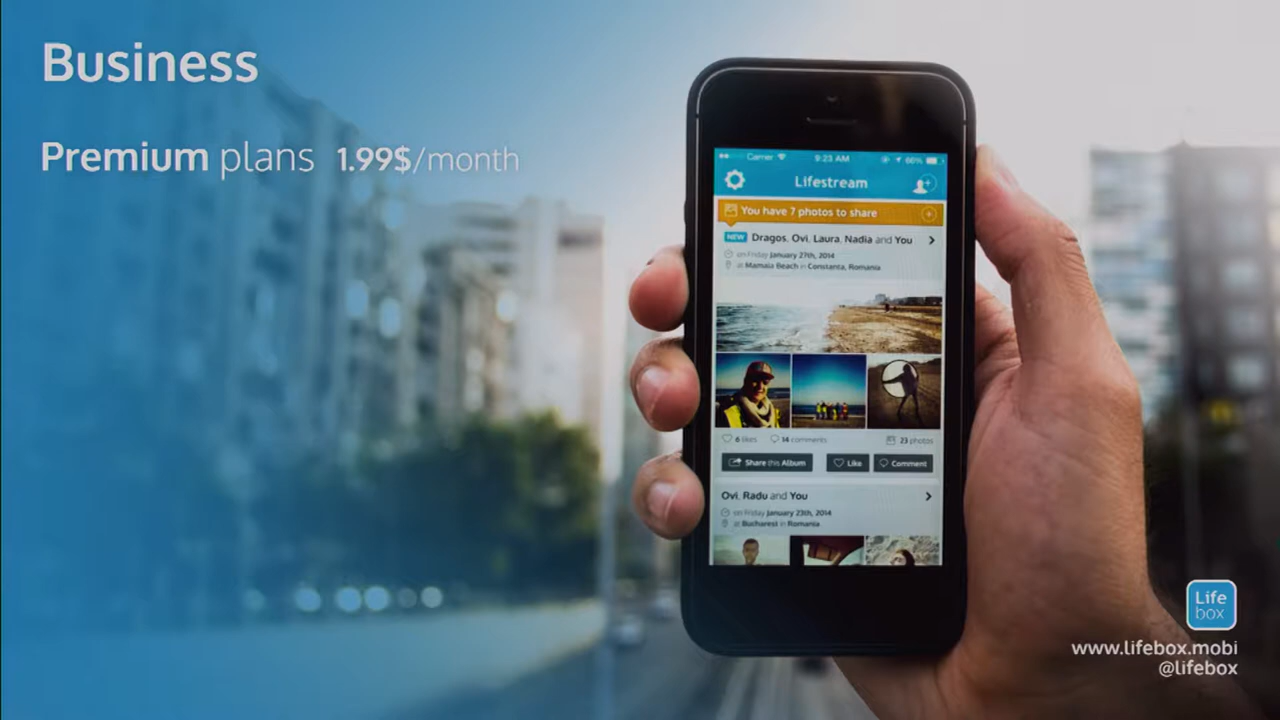 Business
Premium plans 1.99$/month
Carrier 9:23 AM 66%
Lifestream
You have 7 photos to share
NEW Dragos, Ovi, Laura, Nadia and You
on Friday January 27th, 2014
at Mamaia Beach in Constanta, Romania
6 likes 14 comments 23 photos
Share this Album Like Comment
Ovi, Radu and You
on Friday January 23th, 2014
at Bucharest in Romania
Life
box
www.lifebox.mobi
@lifebox